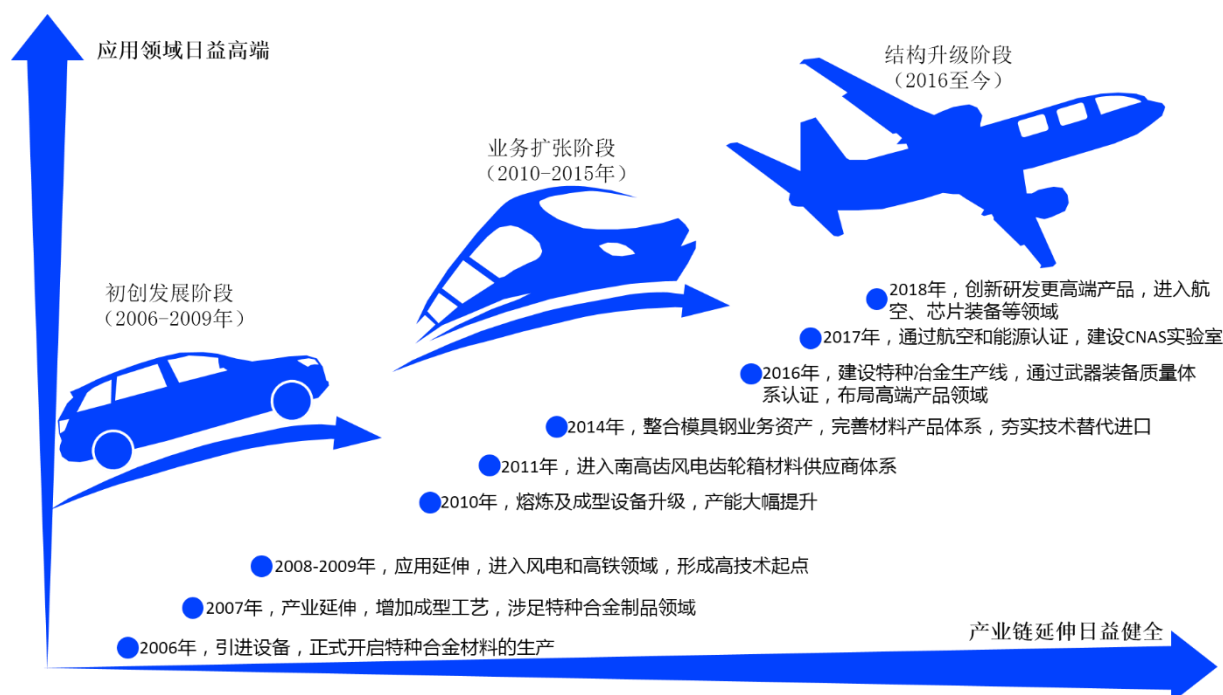 应用领域日益高端
结构升级阶段
（2016至今）
业务扩张阶段
（2010-2015年）
初创发展阶段
（2006-2009年）
2018年，创新研发更高端产品，进入航
空、芯片装备等领域
2017年，通过航空和能源认证，建设CNAS实验室
2016年，建设特种冶金生产线，通过武器装备质量体
系认证，布局高端产品领域
2014年，整合模具钢业务资产，完善材料产品体系，夯实技术替代进口
2011年，进入南高齿风电齿轮箱材料供应商体系
2010年，熔炼及成型设备升级，产能大幅提升
2008-2009年，应用延伸，进入风电和高铁领域，形成高技术起点
2007年，产业延伸，增加成型工艺，涉足特种合金制品领域
2006年，引进设备，正式开启特种合金材料的生产
产业链延伸日益健全